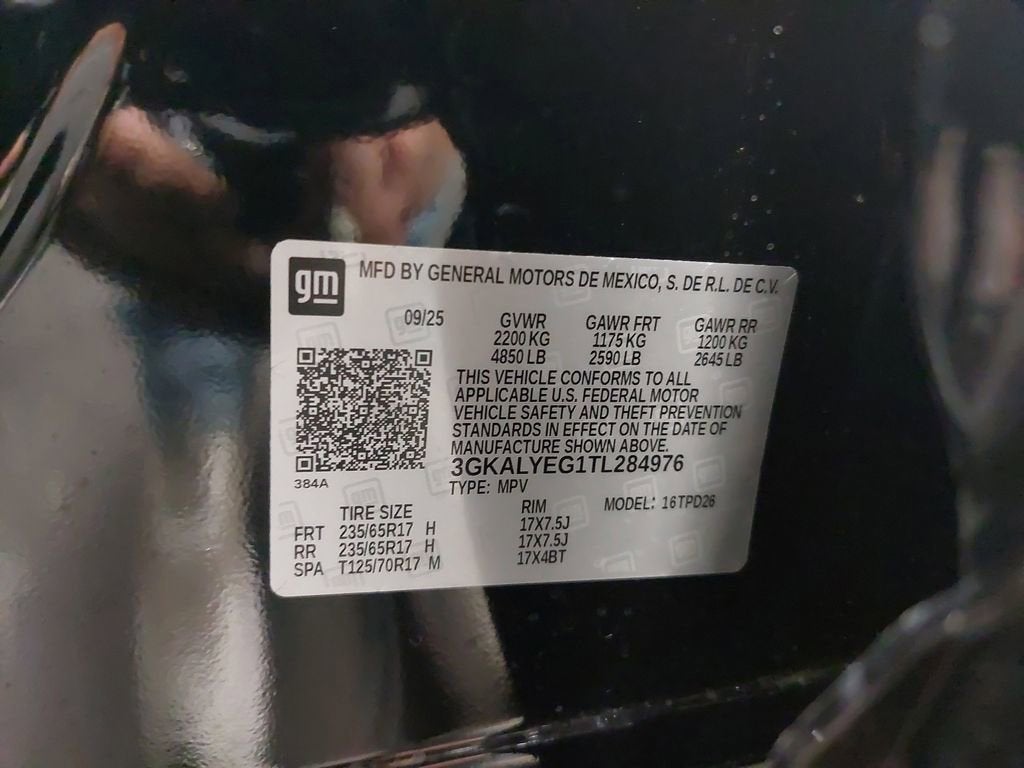 gm
MFD BY GENERAL MOTORS DE MEXICO, S. DE R.L. DE C.V.
09/25 GVWR GAWR FRT GAWR RR
2200 KG 1175 KG 1200 KG
4850 LB 2590 LB 2645 LB
THIS VEHICLE CONFORMS TO ALL
APPLICABLE U.S. FEDERAL MOTOR
VEHICLE SAFETY AND THEFT PREVENTION
STANDARDS IN EFFECT ON THE DATE OF
MANUFACTURE SHOWN ABOVE.
3GKALYEG1TL284976
384A
TYPE: MPV MODEL: 16TPD26
TIRE SIZE RIM
FRT 235/65R17 H 17X7.5J
RR 235/65R17 H 17X7.5J
SPA T125/70R17 M 17X4BT